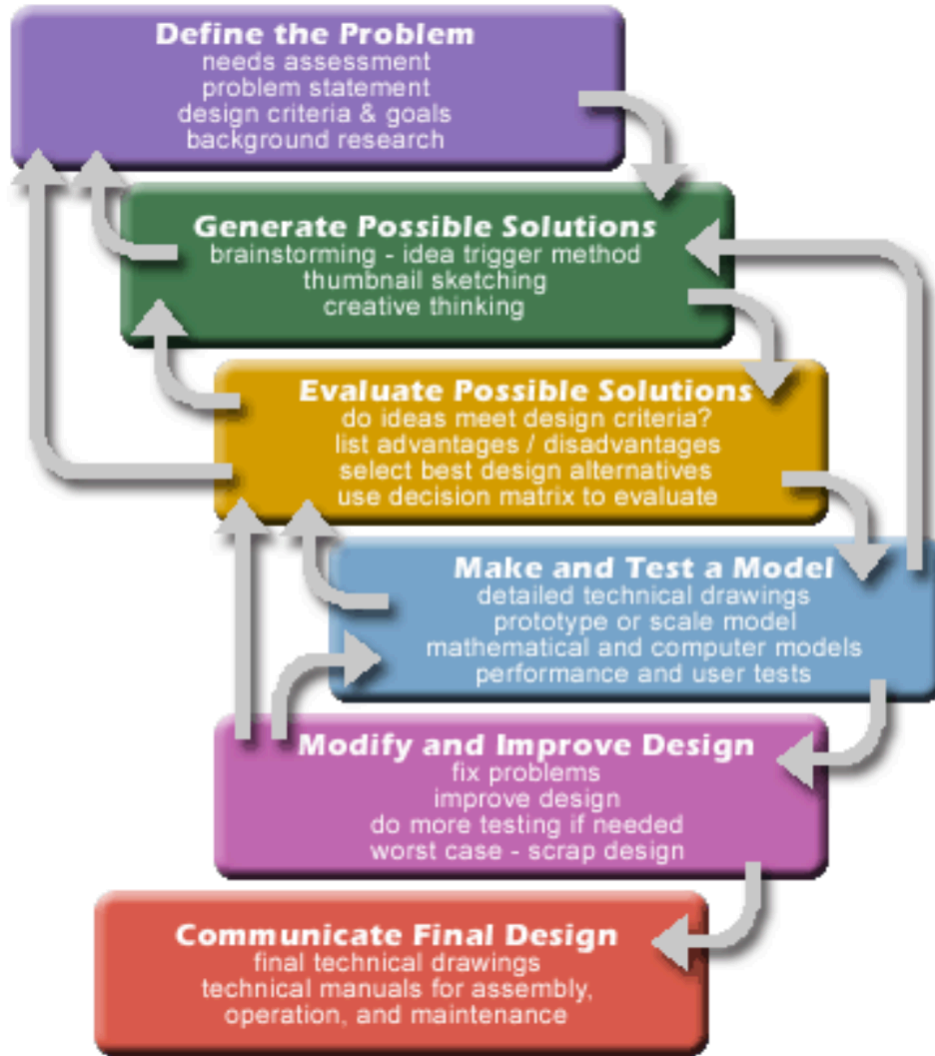 Define the Problem
needs assessment
problem statement
design criteria & goals
background research
Generate Possible Solutions
brainstorming - idea trigger method
thumbnail sketching
creative thinking
Evaluate Possible Solutions
do ideas meet design criteria?
list advantages / disadvantages
select best design alternatives
use decision matrix to evaluate
Make and Test a Model
detailed technical drawings
prototype or scale model
mathematical and computer models
performance and user tests
Modify and Improve Design
fix problems
improve design
do more testing if needed
worst case - scrap design
Communicate Final Design
final technical drawings
technical manuals for assembly,
operation, and maintenance